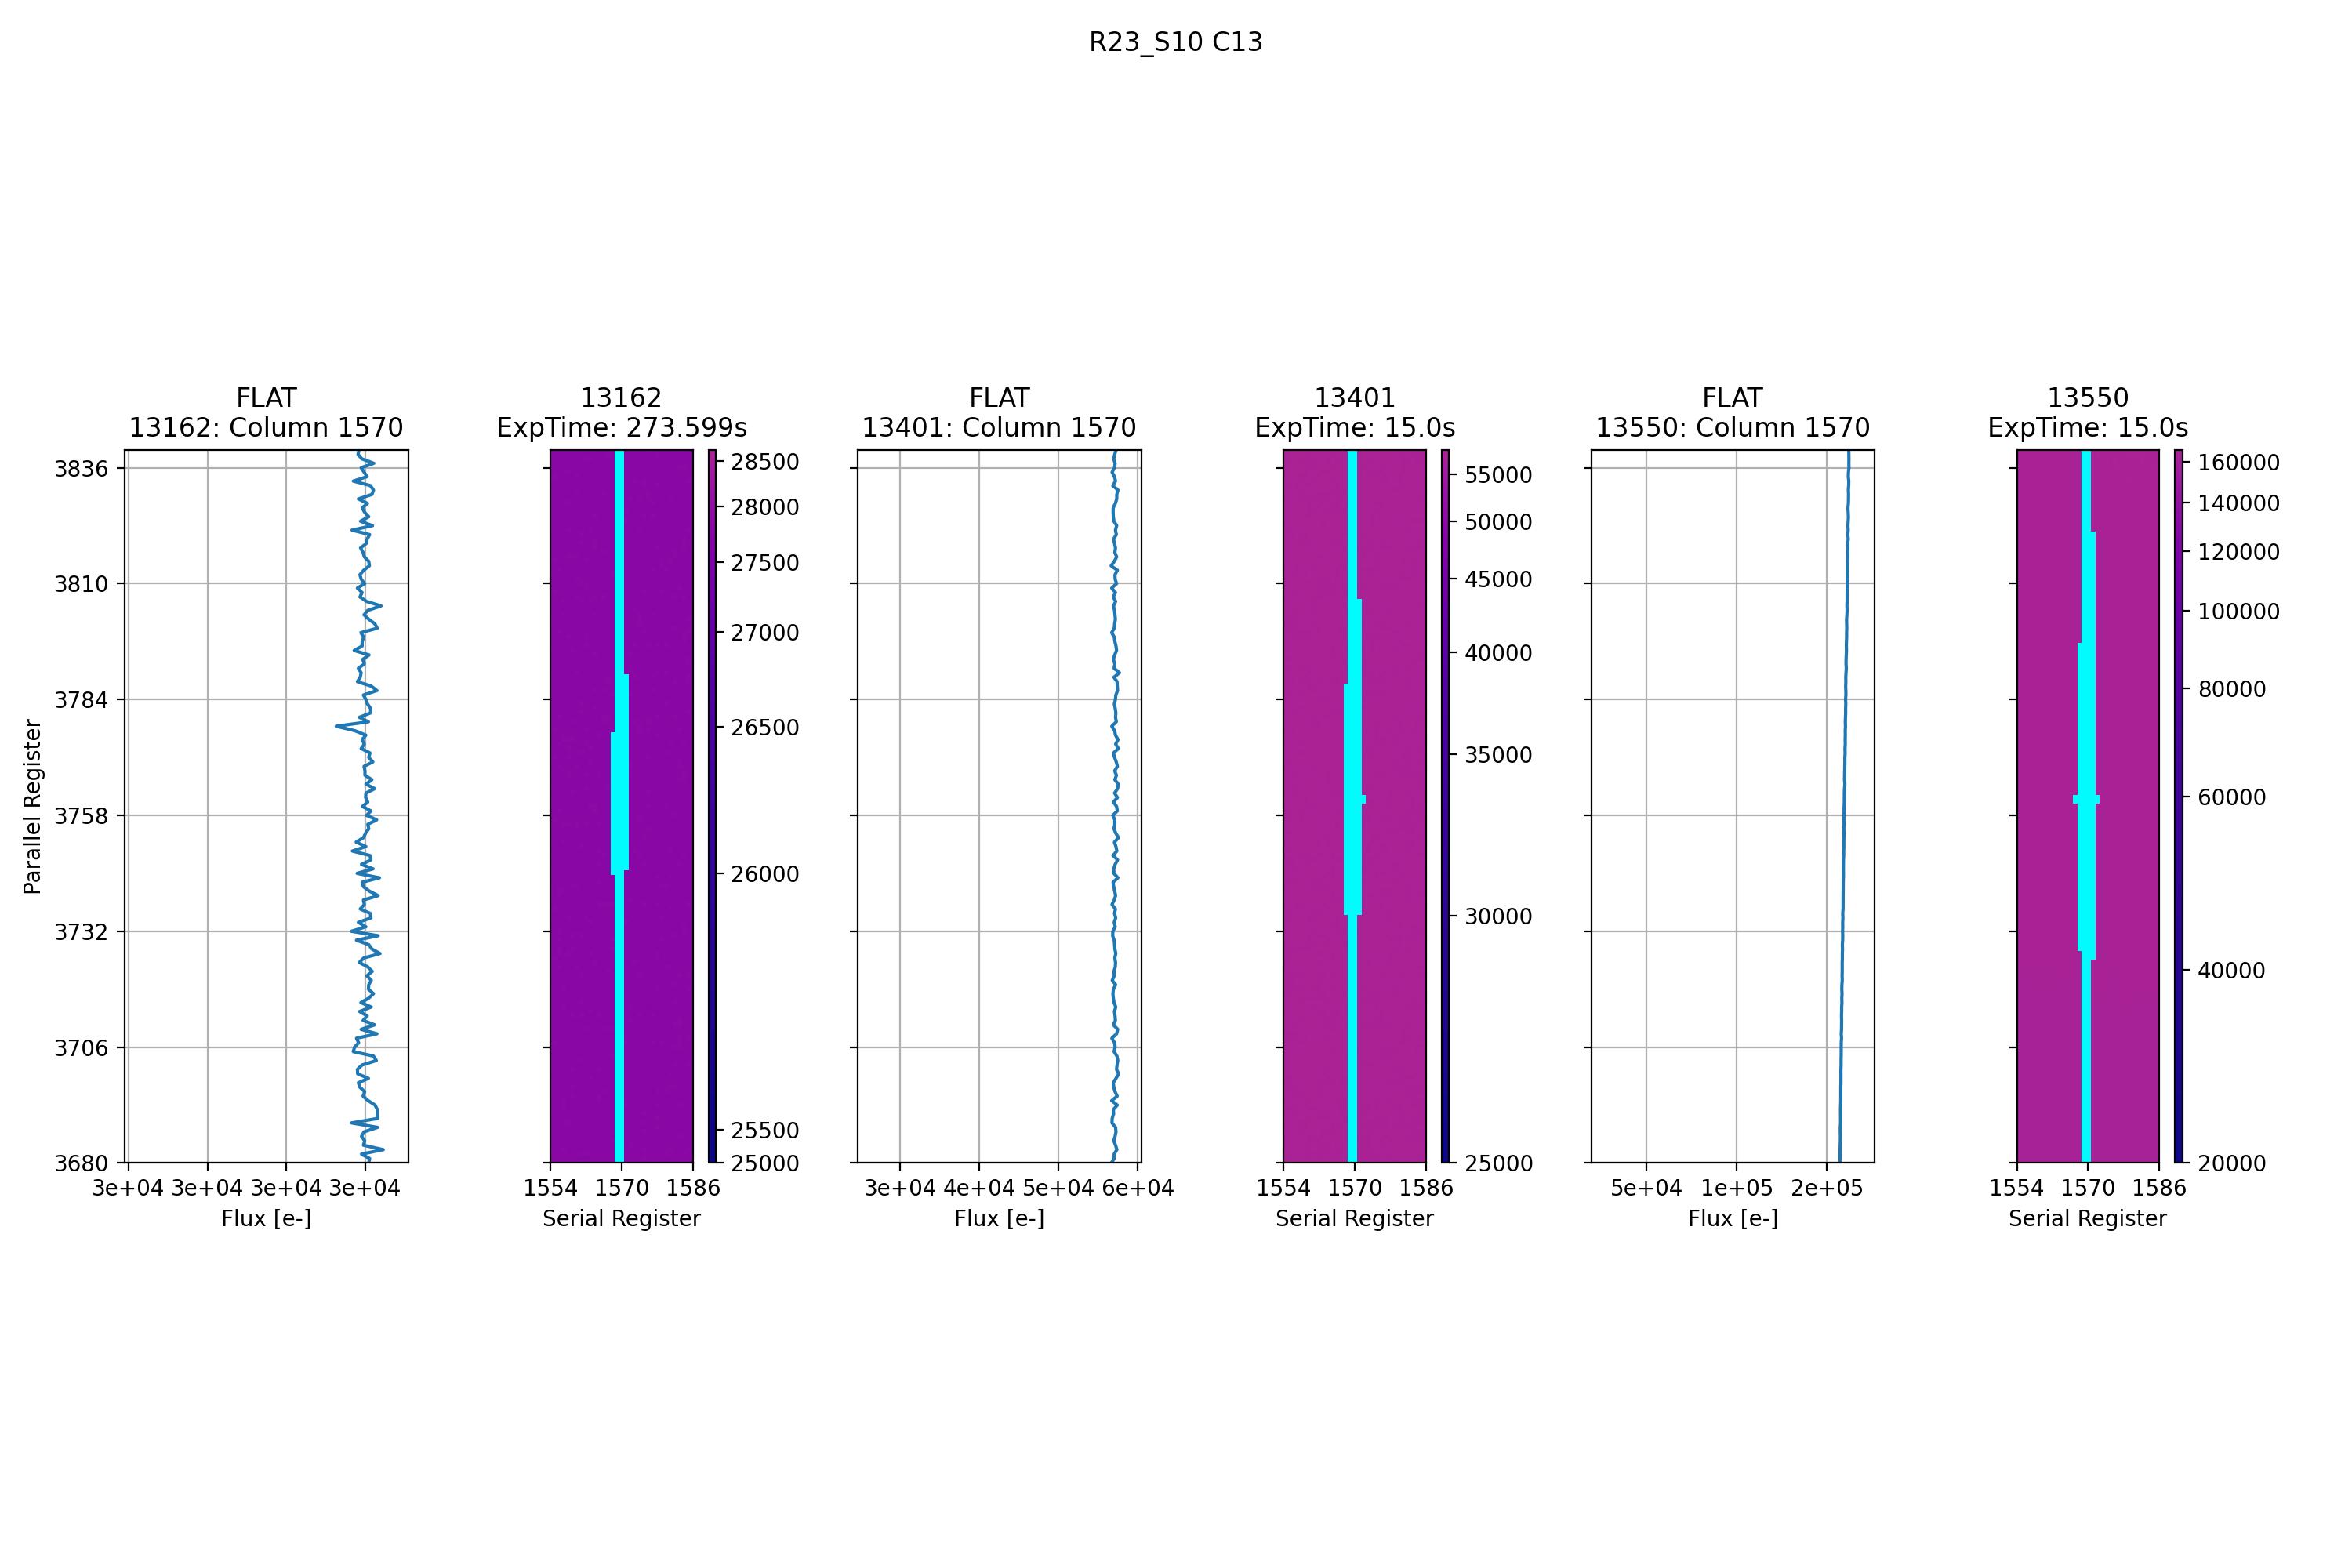 R23_S10 C13
FLAT
13162: Column 1570
3836
3810
3784
3758
3732
3706
3680
Parallel Register
3e+04 3e+04 3e+04 3e+04
Flux [e-]
13162
ExpTime: 273.599s
28500
28000
27500
27000
26500
26000
25500
25000
1554 1570 1586
Serial Register
FLAT
13401: Column 1570
3e+04 4e+04 5e+04 6e+04
Flux [e-]
13401
ExpTime: 15.0s
55000
50000
45000
40000
35000
30000
25000
1554 1570 1586
Serial Register
FLAT
13550: Column 1570
5e+04 1e+05 2e+05
Flux [e-]
13550
ExpTime: 15.0s
160000
140000
120000
100000
80000
60000
40000
20000
1554 1570 1586
Serial Register